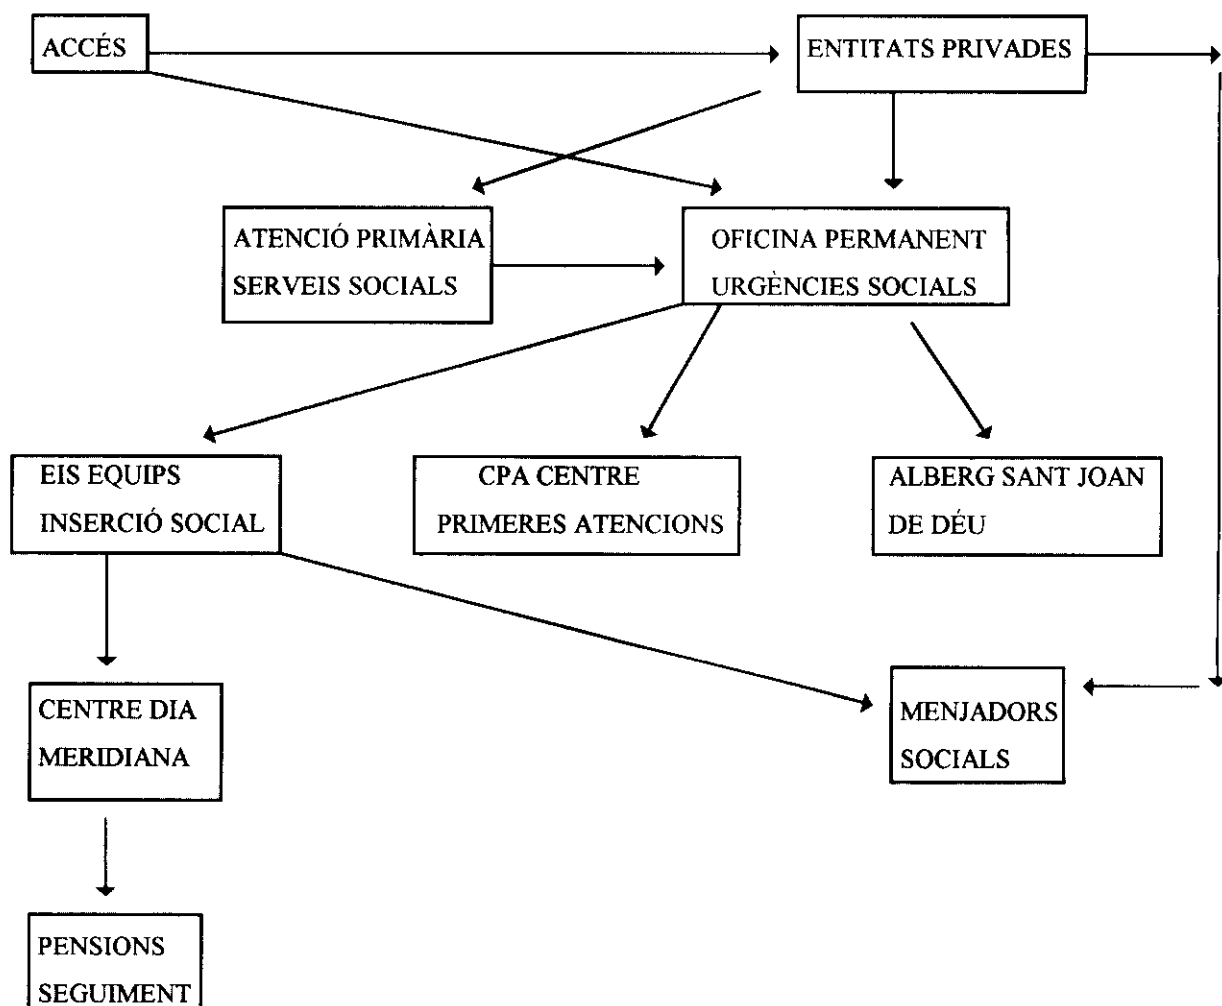 ACCÉS
ENTITATS PRIVADES
ATENCIÓ PRIMÀRIA
SERVEIS SOCIALS
OFICINA PERMANENT
URGÈNCIES SOCIALS
EIS EQUIPS
INSERCIÓ SOCIAL
CPA CENTRE
PRIMERES ATENCIONS
ALBERG SANT JOAN
DE DÉU
CENTRE DIA
MERIDIANA
MENJADORS
SOCIALS
PENSIONS
SEGUIMENT